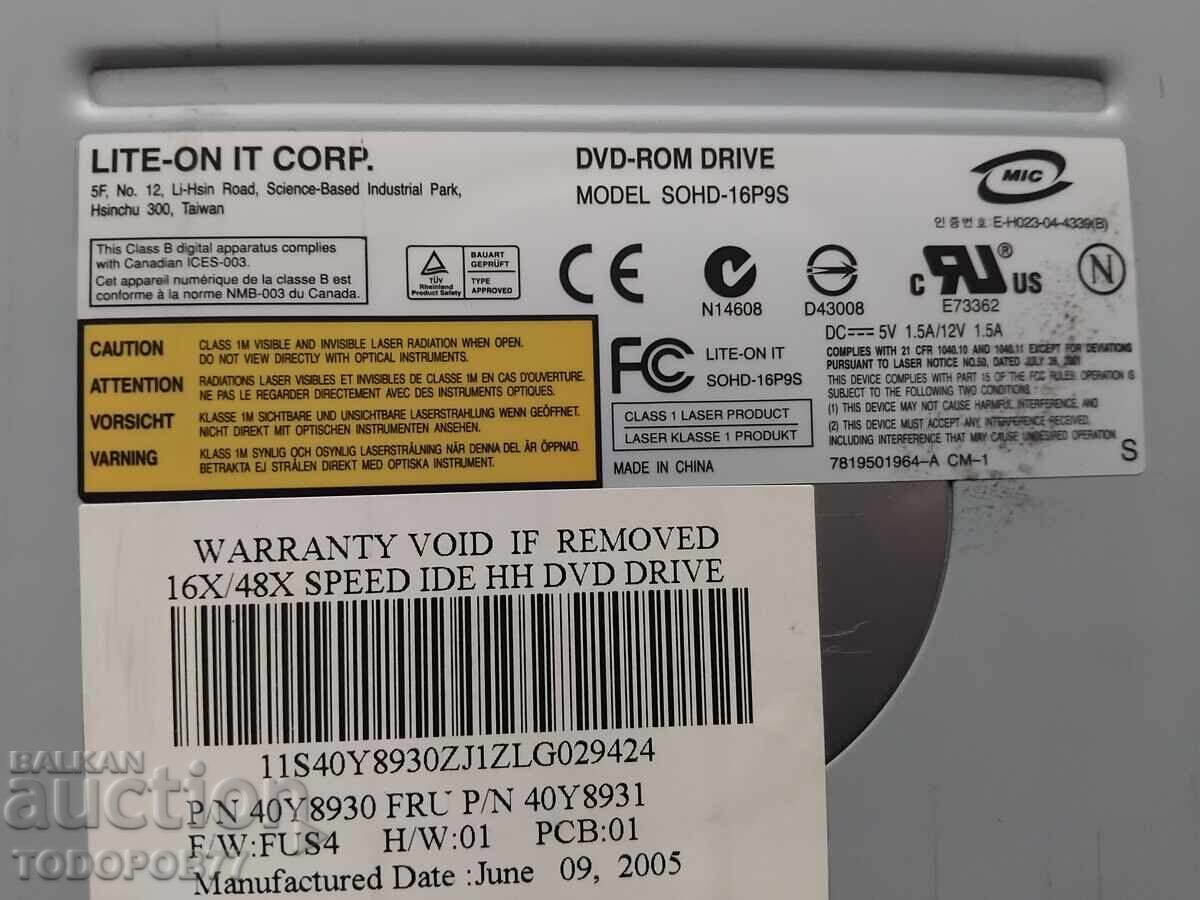 LITE-ON IT CORP.
5F, No. 12, Li-Hsin Road, Science-Based Industrial Park,
Hsinchu 300, Taiwan
DVD-ROM DRIVE
MODEL SOHD-16P9S
MIC
인증번호: E-H023-04-4339(B)
This Class B digital apparatus complies
with Canadian ICES-003.
Cet appareil numérique de la classe B est
conforme à la norme NMB-003 du Canada.
TÜV
Rheinland
Product Safety
BAUART
GEPRÜFT
TYPE
APPROVED
CE
N14608
D43008
c RU ® US
E73362
N
CAUTION
CLASS 1M VISIBLE AND INVISIBLE LASER RADIATION WHEN OPEN.
DO NOT VIEW DIRECTLY WITH OPTICAL INSTRUMENTS.
ATTENTION
RADIATIONS LASER VISIBLES ET INVISIBLES DE CLASSE 1M EN CAS D'OUVERTURE.
NE PAS LE REGARDER DIRECTEMENT AVEC DES INSTRUMENTS OPTIQUES.
VORSICHT
KLASSE 1M SICHTBARE UND UNSICHTBARE LASERSTRAHLUNG WENN GEÖFFNET.
NICHT DIREKT MIT OPTISCHEN INSTRUMENTEN ANSEHEN.
VARNING
KLASS 1M SYNLIG OCH OSYNLIG LASERSTRÅLNING NÄR DENNA DEL ÄR ÖPPNAD.
BETRAKTA EJ STRÅLEN DIREKT MED OPTISKA INSTRUMENT.
FC
LITE-ON IT
SOHD-16P9S
CLASS 1 LASER PRODUCT
LASER KLASSE 1 PRODUKT
MADE IN CHINA
DC 5V 1.5A/12V 1.5A
COMPLIES WITH 21 CFR 1040.10 AND 1040.11 EXCEPT FOR DEVIATIONS
PURSUANT TO LASER NOTICE NO.50, DATED JULY 26, 2001
THIS DEVICE COMPLIES WITH PART 15 OF THE FCC RULES. OPERATION IS
SUBJECT TO THE FOLLOWING TWO CONDITIONS:
(1) THIS DEVICE MAY NOT CAUSE HARMFUL INTERFERENCE, AND
(2) THIS DEVICE MUST ACCEPT ANY INTERFERENCE RECEIVED,
INCLUDING INTERFERENCE THAT MAY CAUSE UNDESIRED OPERATION.
7819501964-A CM-1
S
WARRANTY VOID IF REMOVED
16X/48X SPEED IDE HH DVD DRIVE
11S40Y8930ZJ1ZLG029424
P/N 40Y8930 FRU P/N 40Y8931
F/W:FUS4 H/W:01 PCB:01
Manufactured Date :June 09, 2005
BALKAN
auction
TODOPOB77